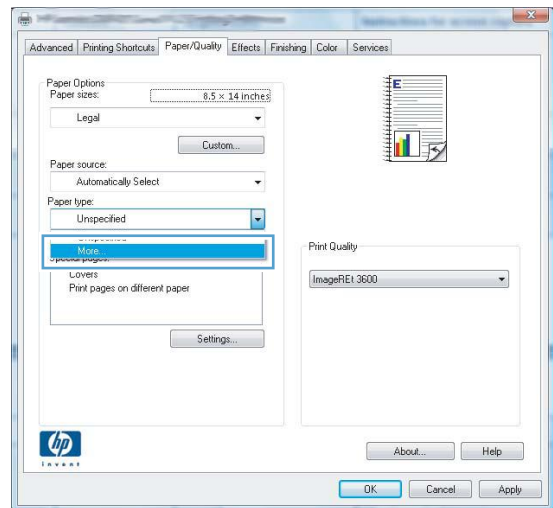 Advanced Printing Shortcuts Paper/Quality Effects Finishing Color Services
Paper Options
Paper sizes: 8.5 × 14 inches
Legal
Custom...
Paper source:
Automatically Select
Paper type:
Unspecified
More...
Covers
Print pages on different paper
Settings...
E
Print Quality
ImageREt 3600
hp
invent
About... Help
OK Cancel Apply